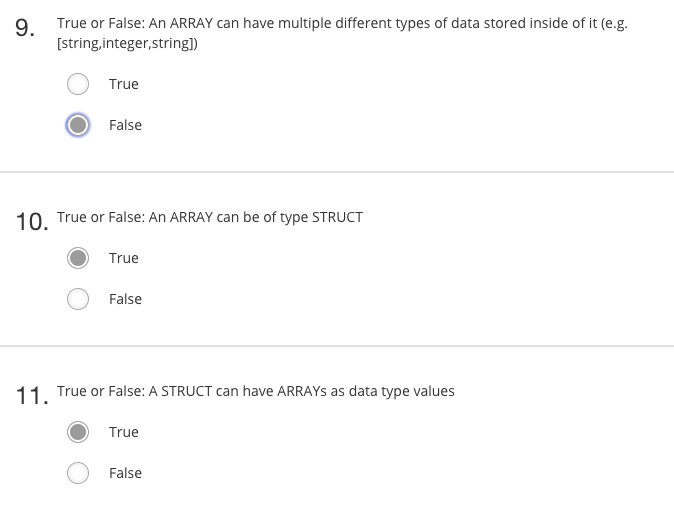 9. True or False: An ARRAY can have multiple different types of data stored inside of it (e.g.
[string,integer,string])
True
False
10. True or False: An ARRAY can be of type STRUCT
True
False
11. True or False: A STRUCT can have ARRAYs as data type values
True
False